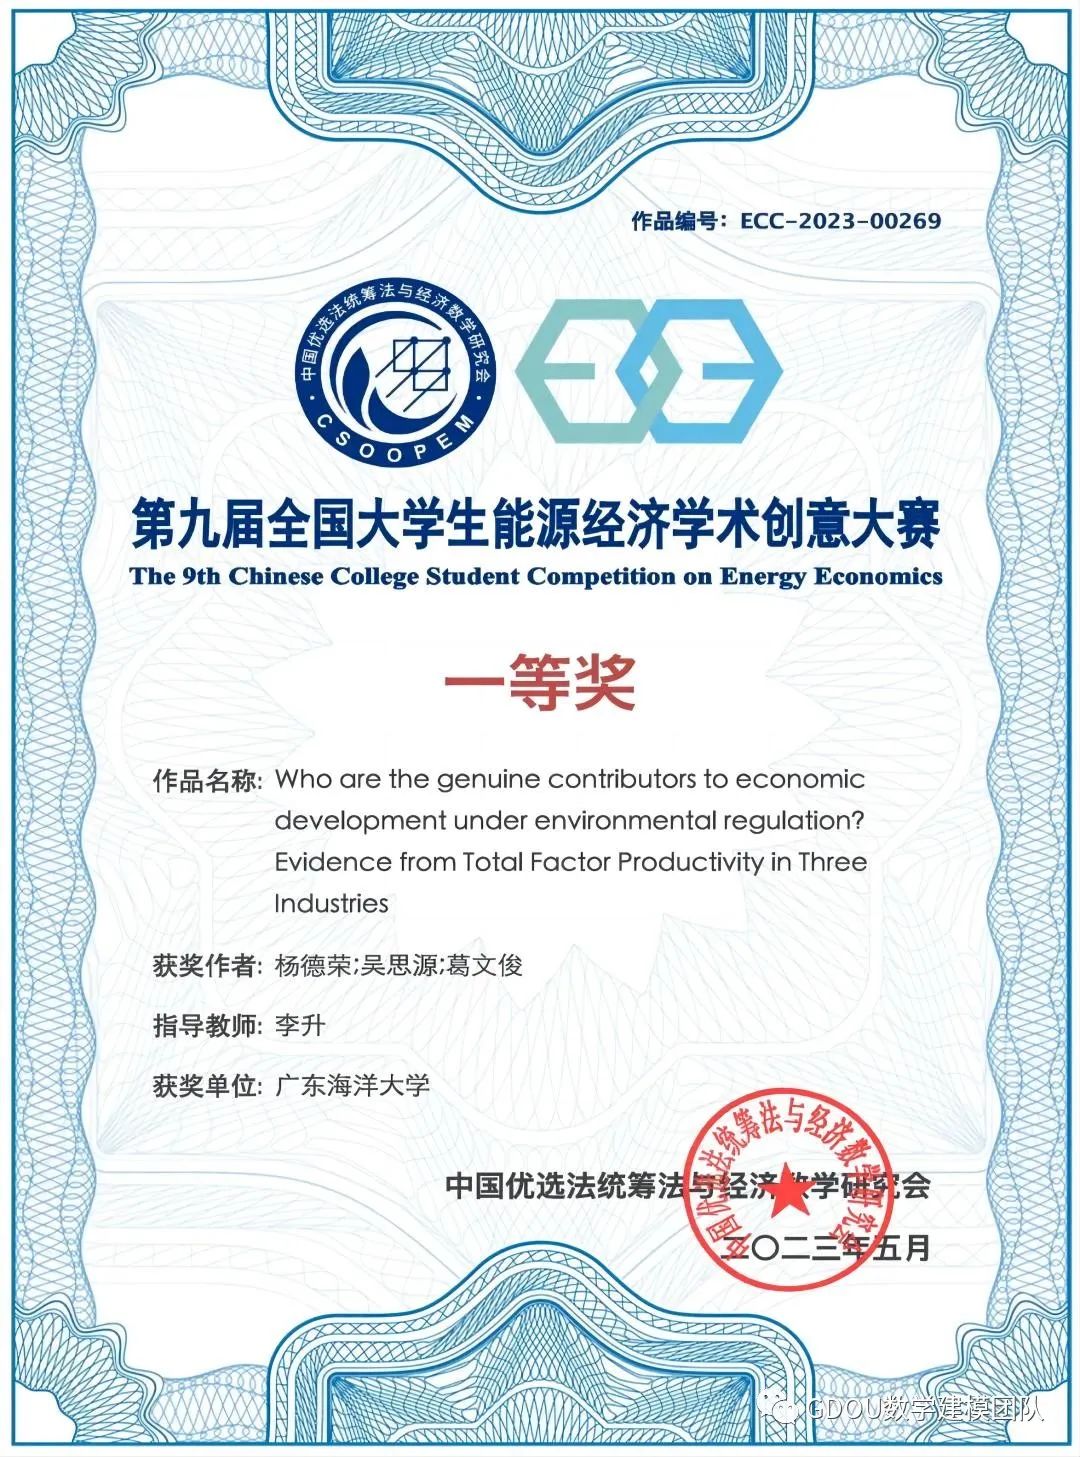 作品编号：ECC-2023-00269
中国优选法统筹法与经济数学研究会
· CSOOPEM ·
第九届全国大学生能源经济学术创意大赛
The 9th Chinese College Student Competition on Energy Economics
一等奖
作品名称: Who are the genuine contributors to economic
development under environmental regulation?
Evidence from Total Factor Productivity in Three
Industries
获奖作者: 杨德荣;吴思源;葛文俊
指导教师: 李升
获奖单位: 广东海洋大学
中国优选法统筹法与经济数学研究会
中国优选法统筹法与经济数学研究会
二〇二三年五月
GDOU数学建模团队